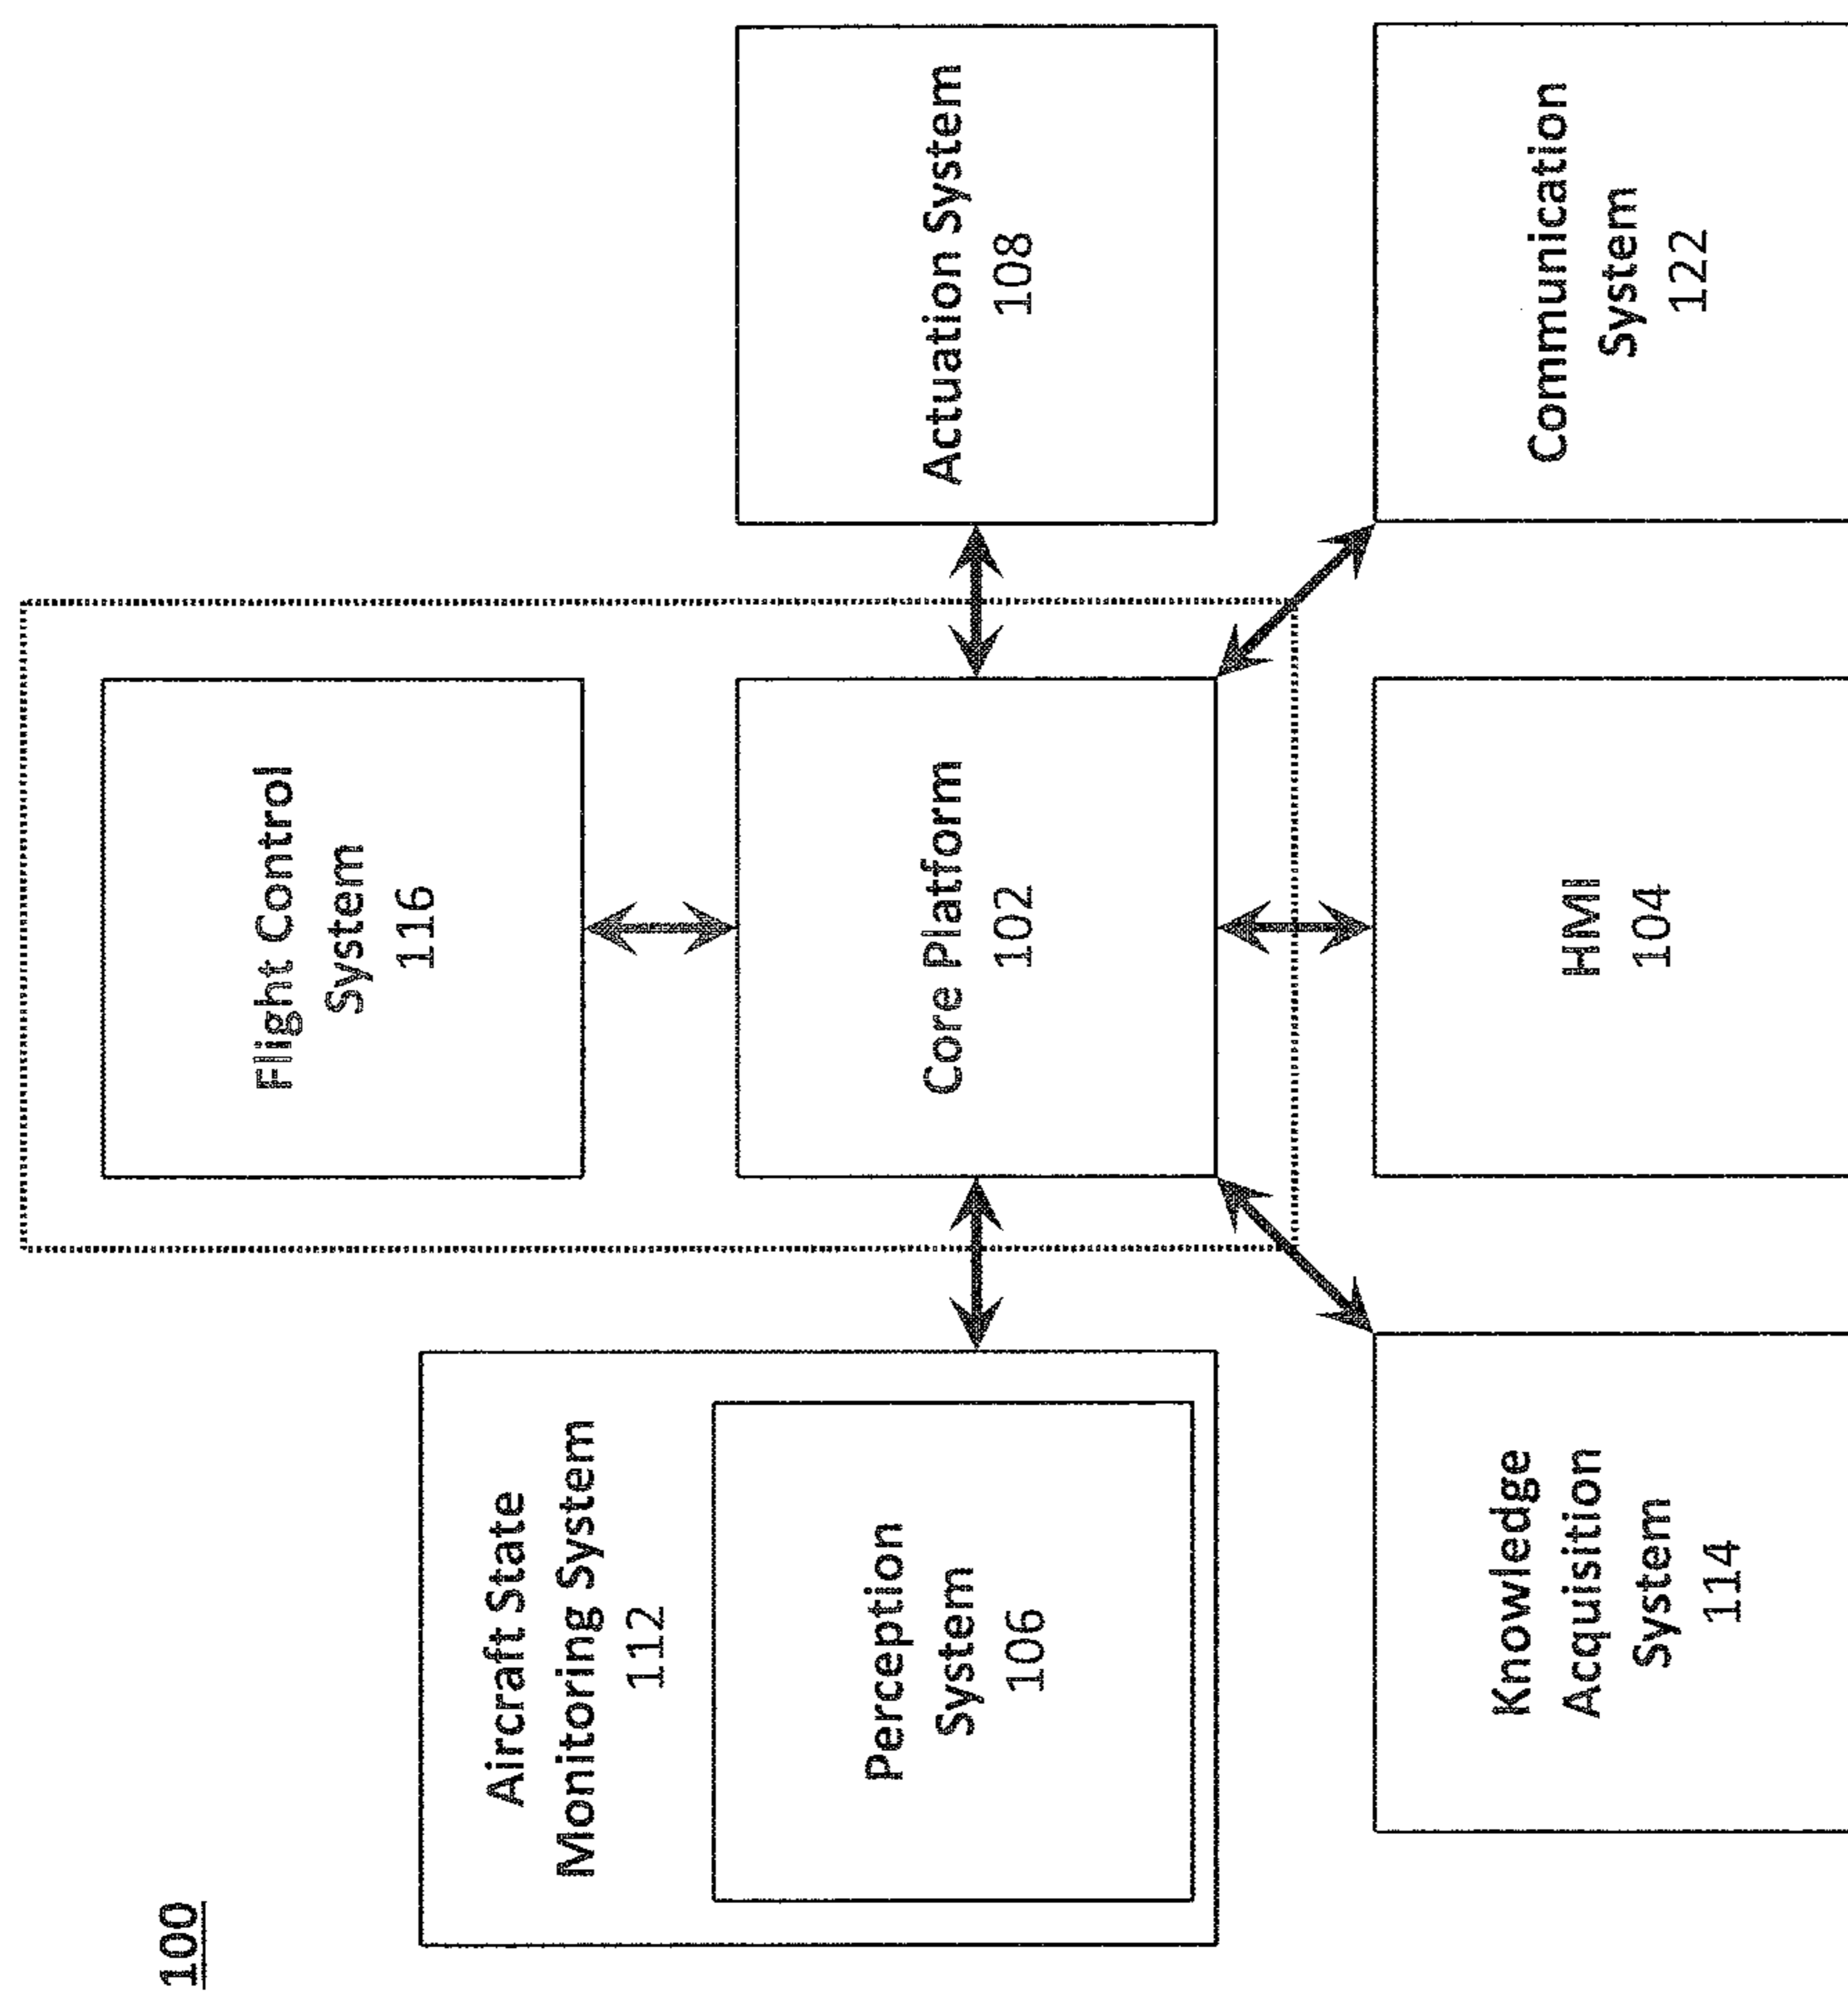 100
Flight Control
System
116
Aircraft State
Monitoring System
112
Perception
System
106
Core Platform
102
Actuation System
108
Knowledge
Acquisition
System
114
HMI
104
Communication
System
122